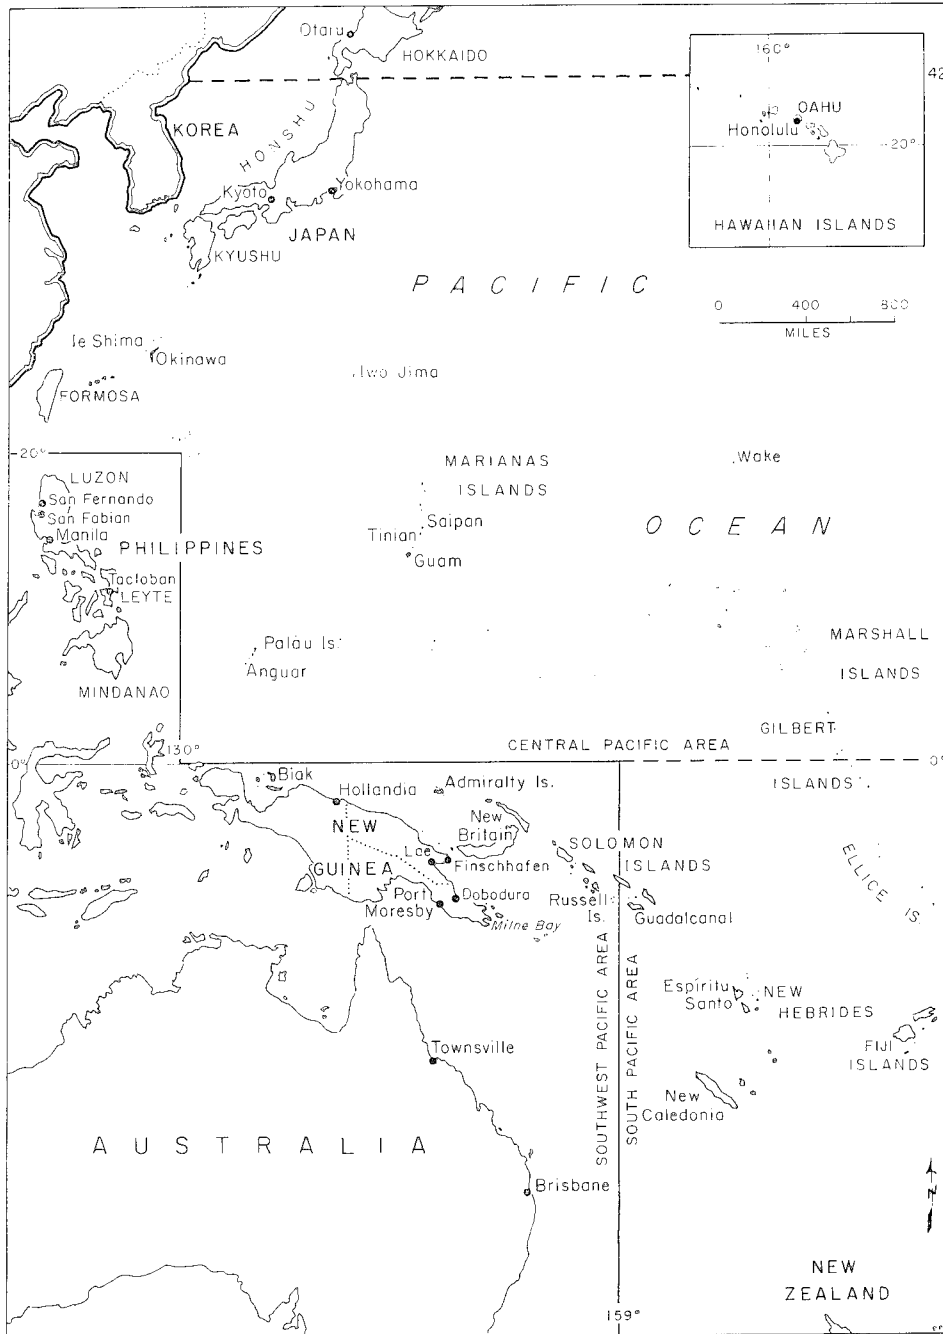 Otaru
HOKKAIDO
160°
42
KOREA
HONSHU
OAHU
Honolulu
20°
Kyoto
Yokohama
JAPAN
KYUSHU
HAWAIIAN ISLANDS
PACIFIC
0 400 800
MILES
Ie Shima
Okinawa
Iwo Jima
FORMOSA
20°
LUZON
San Fernando
San Fabian
Manila
PHILIPPINES
MARIANAS
ISLANDS
Wake
Saipan
Tinian
Guam
OCEAN
Tacloban
LEYTE
Palau Is.
Anguar
MINDANAO
MARSHALL
ISLANDS
GILBERT
ISLANDS
CENTRAL PACIFIC AREA
130°
0°
0°
Biak
Hollandia
Admiralty Is.
NEW
GUINEA
New
Britain
Lae
Finschhafen
SOLOMON
ISLANDS
Port
Moresby
Dobodura
Milne Bay
Russell
Is.
Guadalcanal
ELLICE IS.
SOUTHWEST PACIFIC AREA
SOUTH PACIFIC AREA
Espíritu
Santo
NEW
HEBRIDES
FIJI
ISLANDS
Townsville
New
Caledonia
AUSTRALIA
Brisbane
N
NEW
ZEALAND
159°